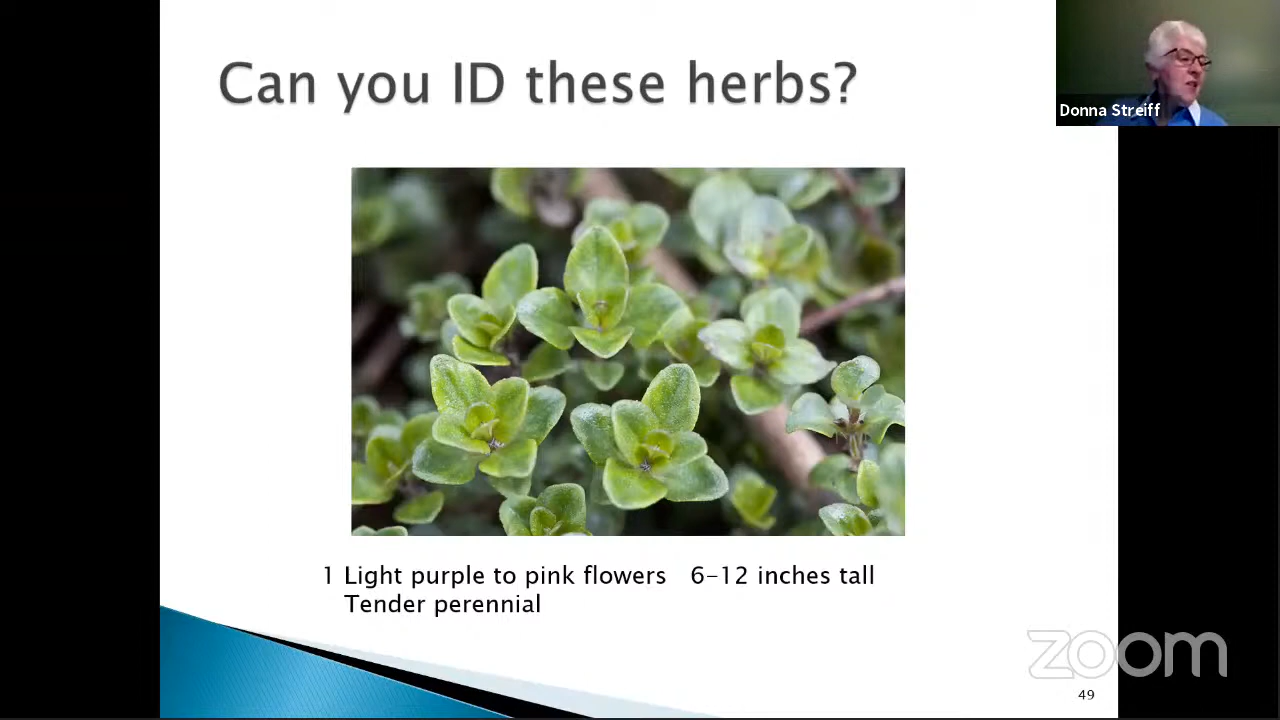 Can you ID these herbs?
Donna Streiff
1 Light purple to pink flowers 6-12 inches tall
Tender perennial
zoom
49